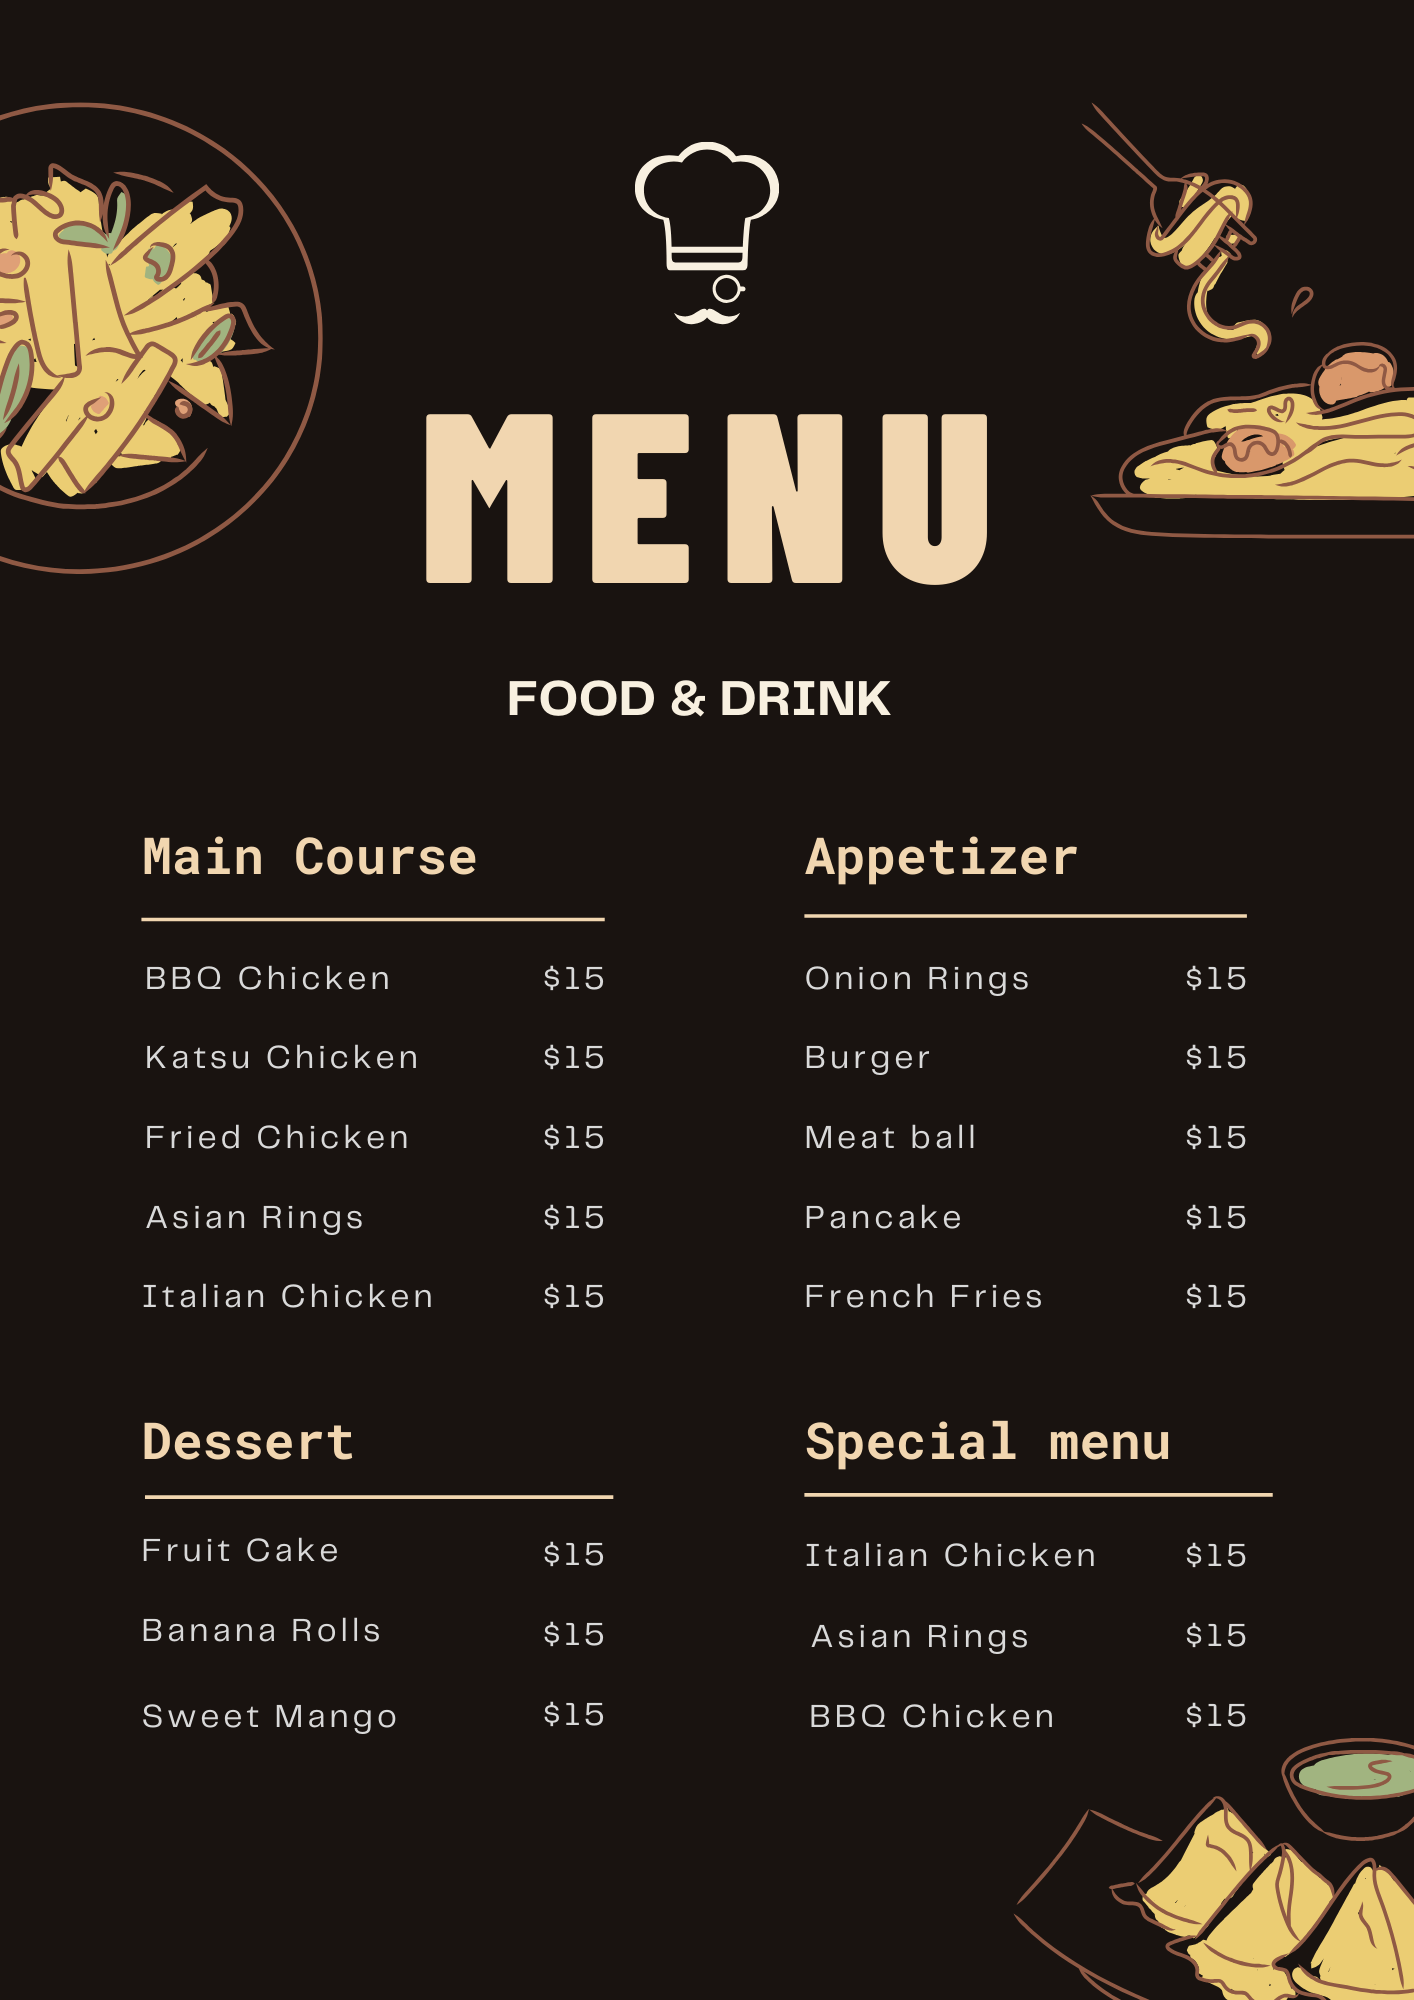 MENU
FOOD & DRINK
Main Course
BBQ Chicken $15
Katsu Chicken $15
Fried Chicken $15
Asian Rings $15
Italian Chicken $15
Appetizer
Onion Rings $15
Burger $15
Meat ball $15
Pancake $15
French Fries $15
Dessert
Fruit Cake $15
Banana Rolls $15
Sweet Mango $15
Special menu
Italian Chicken $15
Asian Rings $15
BBQ Chicken $15